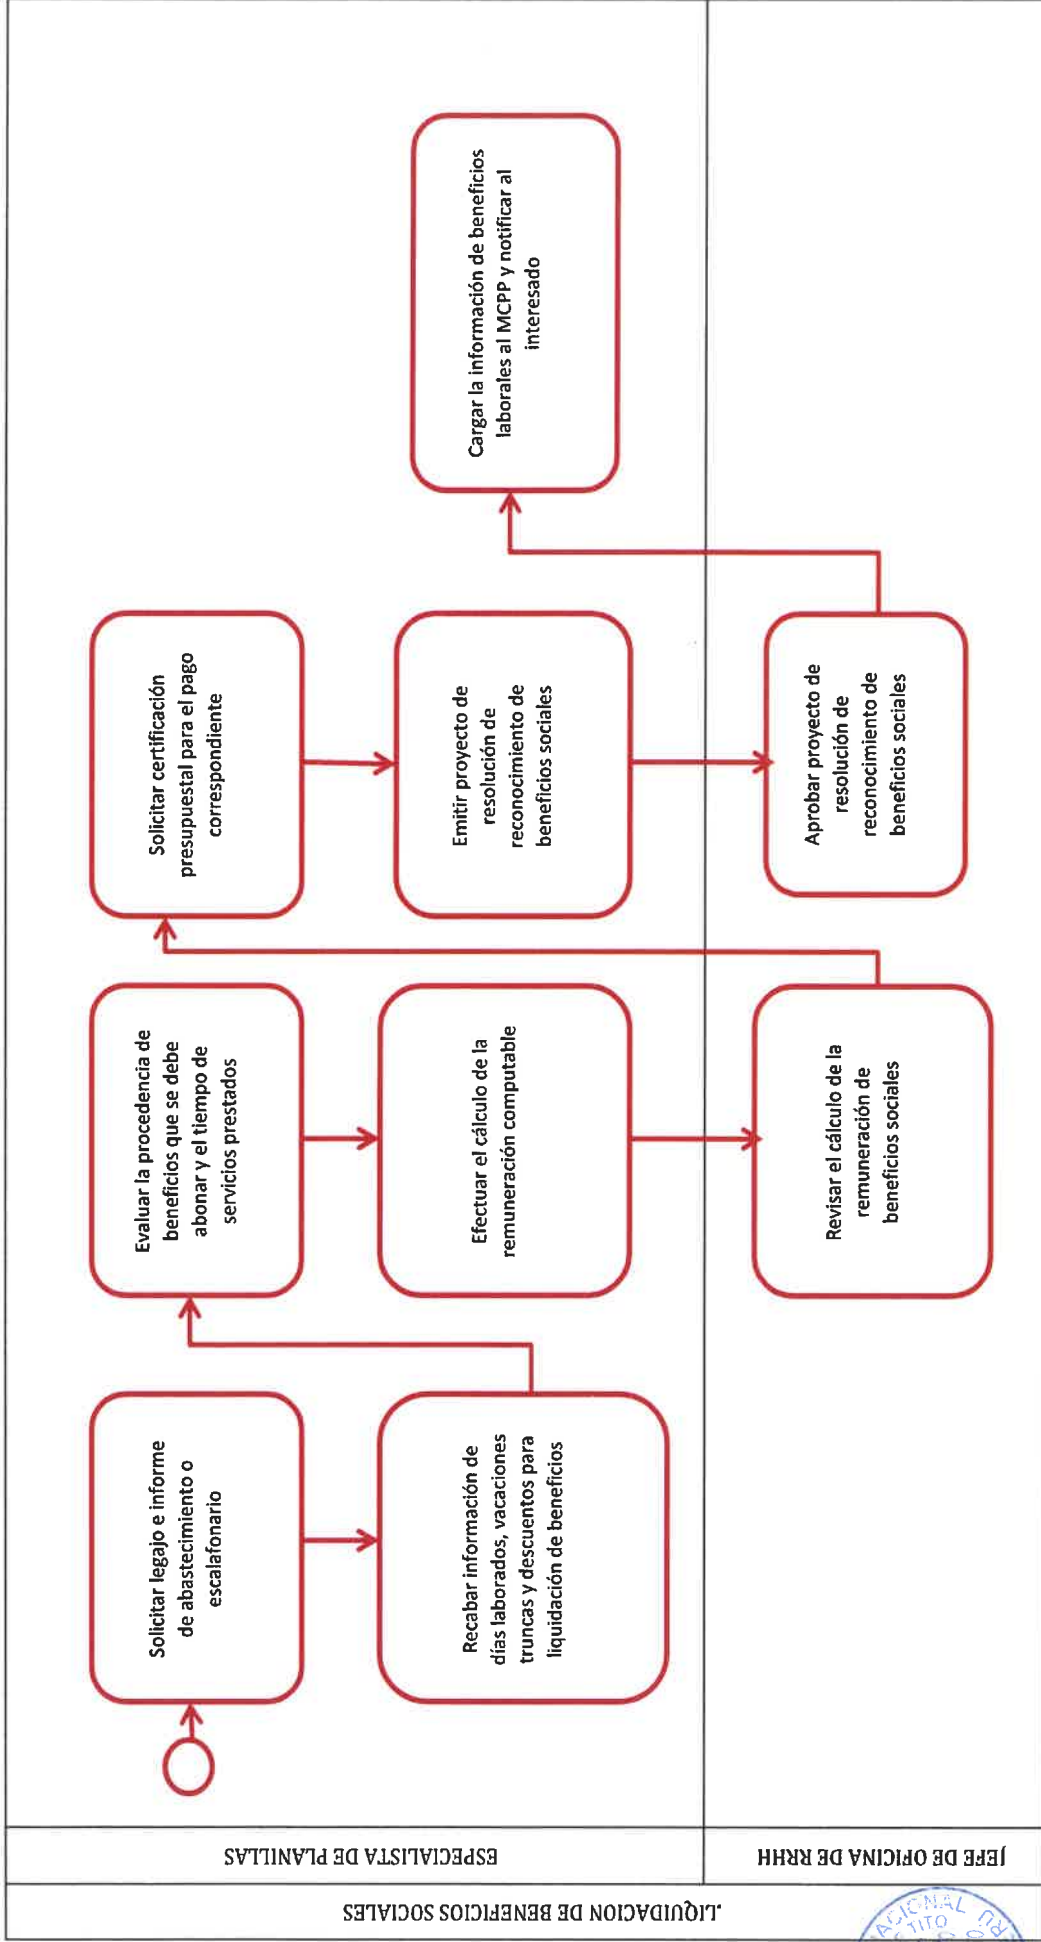 .LIQUIDACION DE BENEFICIOS SOCIALES
ESPECIALISTA DE PLANILLAS
JEFE DE OFICINA DE RRHH
Solicitar legajo e informe
de abastecimiento o
escalafonario
Recabar información de
días laborados, vacaciones
truncas y descuentos para
liquidación de beneficios
Evaluar la procedencia de
beneficios que se debe
abonar y el tiempo de
servicios prestados
Efectuar el cálculo de la
remuneración computable
Revisar el cálculo de la
remuneración de
beneficios sociales
Solicitar certificación
presupuestal para el pago
correspondiente
Emitir proyecto de
resolución de
reconocimiento de
beneficios sociales
Aprobar proyecto de
resolución de
reconocimiento de
beneficios sociales
Cargar la información de beneficios
laborales al MCPP y notificar al
interesado